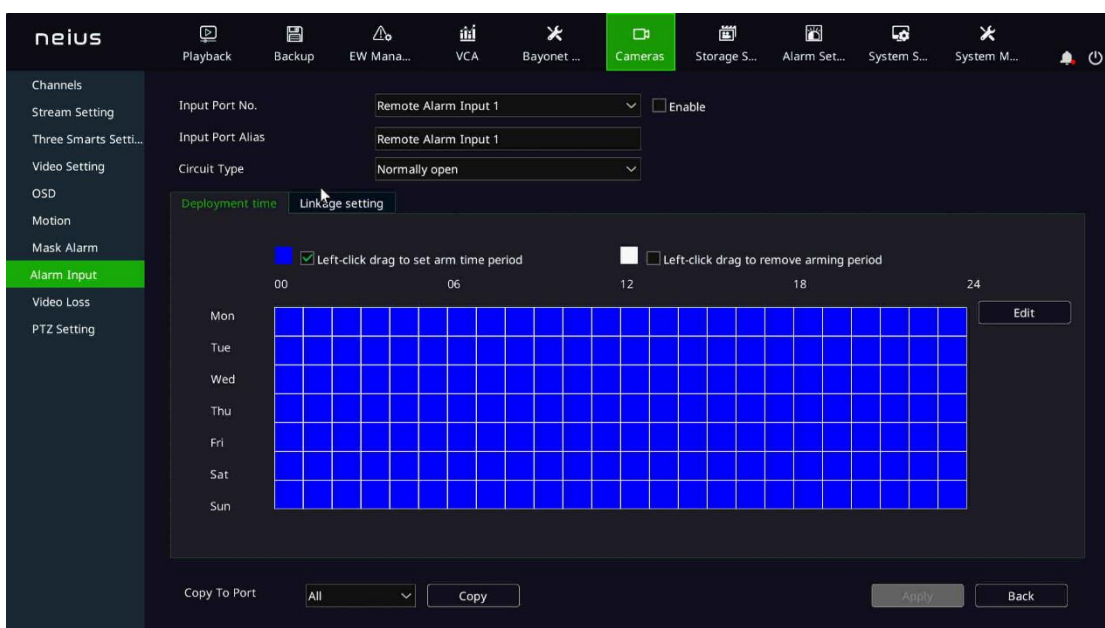 neius
Playback Backup EW Mana... VCA Bayonet ... Cameras Storage S... Alarm Set... System S... System M...
Channels
Stream Setting
Three Smarts Setti...
Video Setting
OSD
Motion
Mask Alarm
Alarm Input
Video Loss
PTZ Setting
Input Port No. Remote Alarm Input 1 Enable
Input Port Alias Remote Alarm Input 1
Circuit Type Normally open
Deployment time Linkage setting
Left-click drag to set arm time period Left-click drag to remove arming period
00 06 12 18 24
Mon Edit
Tue
Wed
Thu
Fri
Sat
Sun
Copy To Port All Copy Apply Back